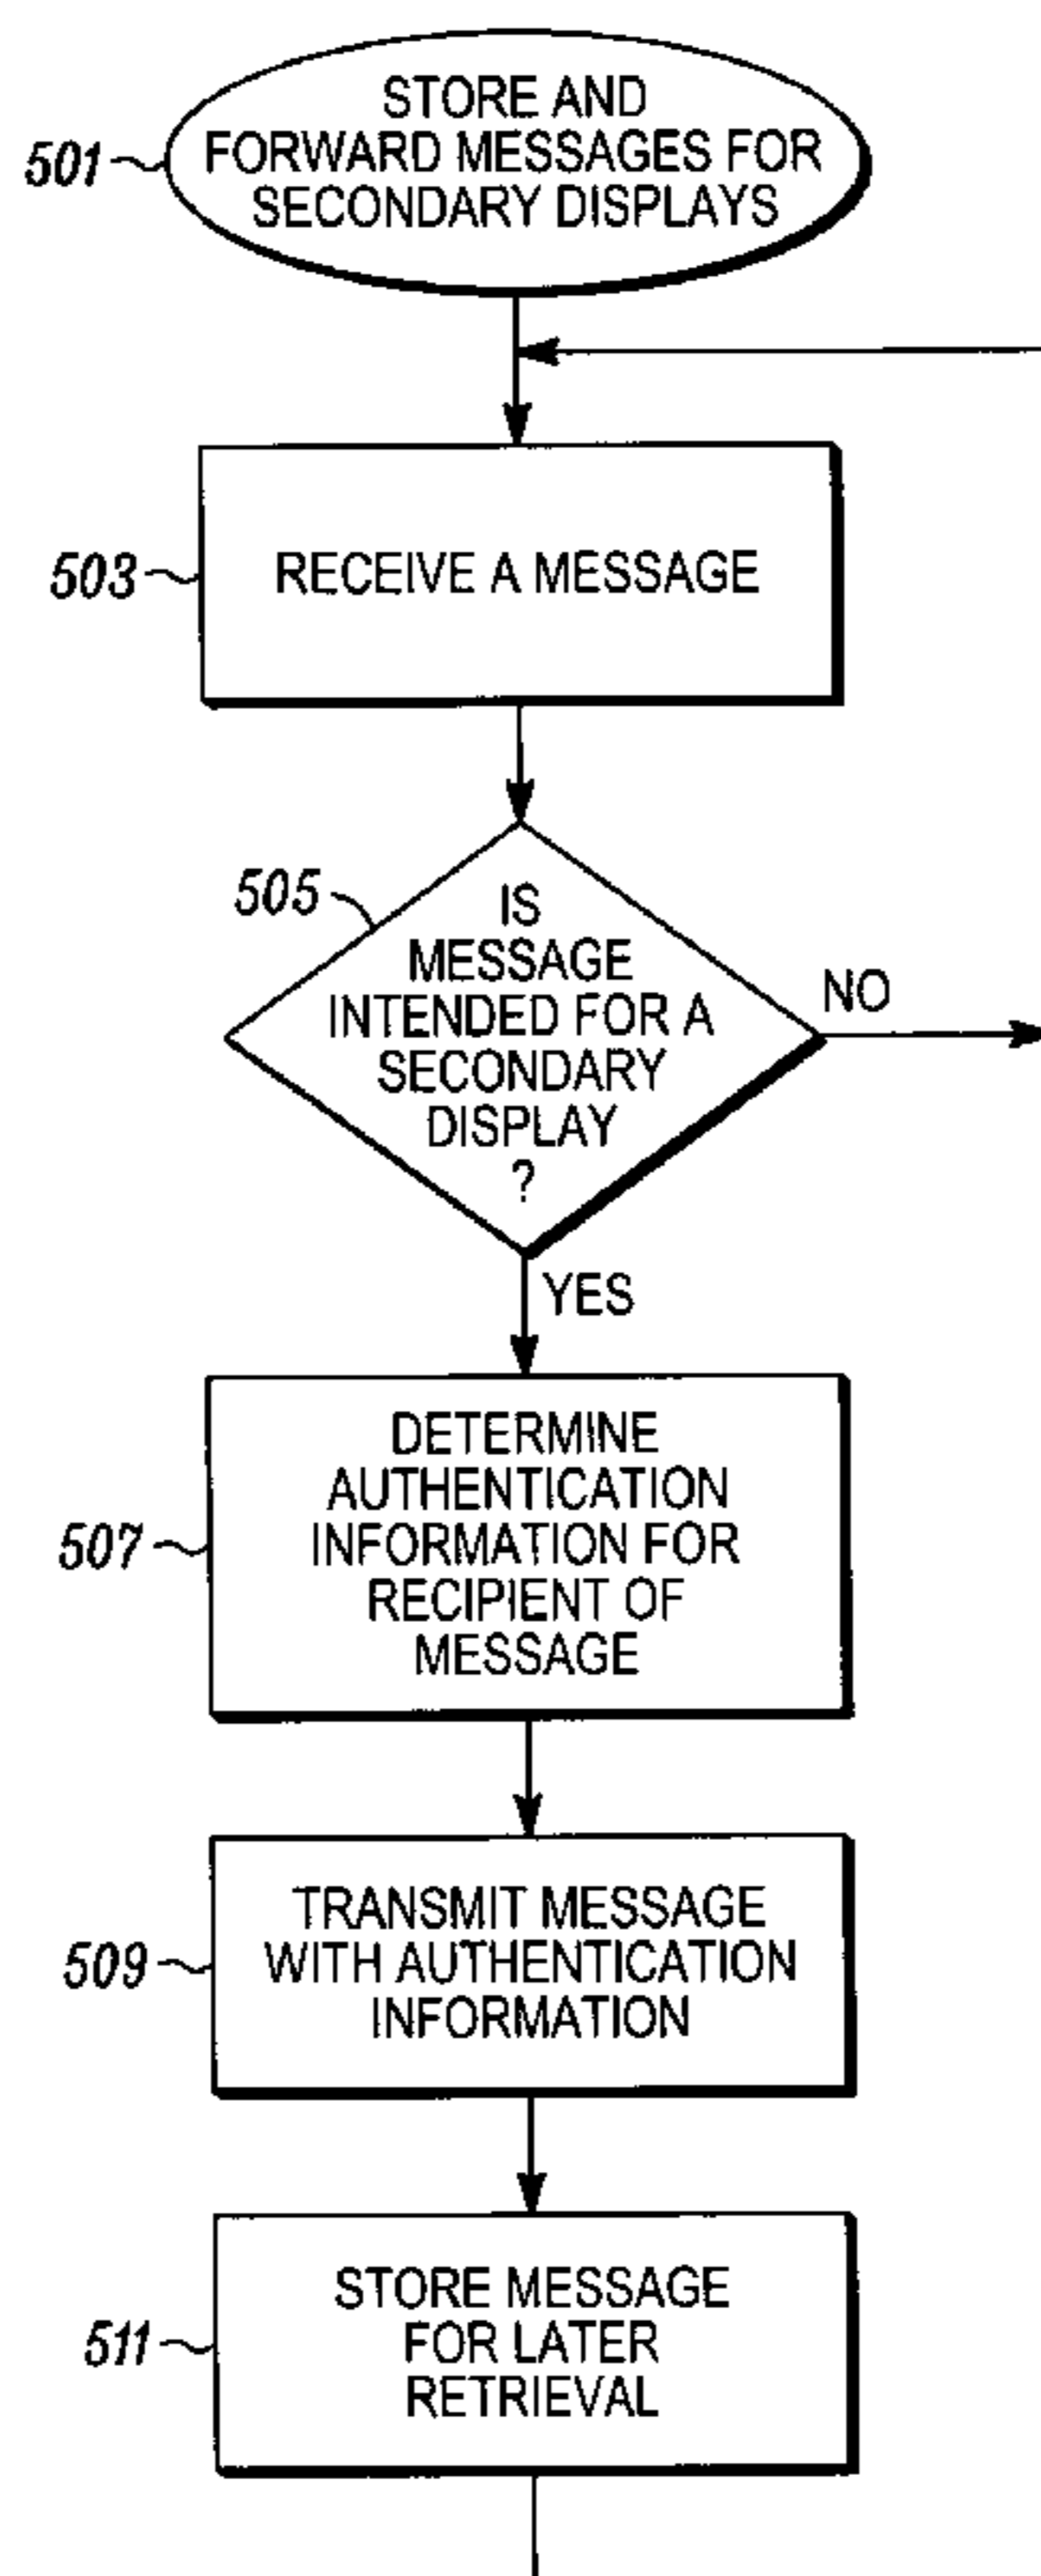 STORE AND
FORWARD MESSAGES FOR
SECONDARY DISPLAYS
501
RECEIVE A MESSAGE
503
505
IS
MESSAGE
INTENDED FOR A
SECONDARY
DISPLAY
?
NO
YES
DETERMINE
AUTHENTICATION
INFORMATION FOR
RECIPIENT OF
MESSAGE
507
TRANSMIT MESSAGE
WITH AUTHENTICATION
INFORMATION
509
STORE MESSAGE
FOR LATER
RETRIEVAL
511